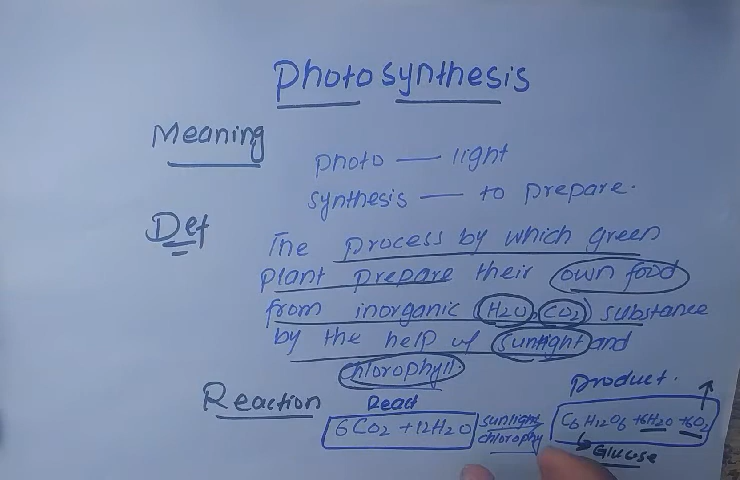 Photosynthesis
Meaning
photo — light
synthesis — to prepare.
Def
The process by which green
plant prepare their own food
from inorganic (H2O, CO2) substance
by the help of sunlight and
chlorophyll.
Product.
Reaction
React
6CO2 + 12H2O sunlight chlorophy C6H12O6 + 6H2O + 6O2
Glucose